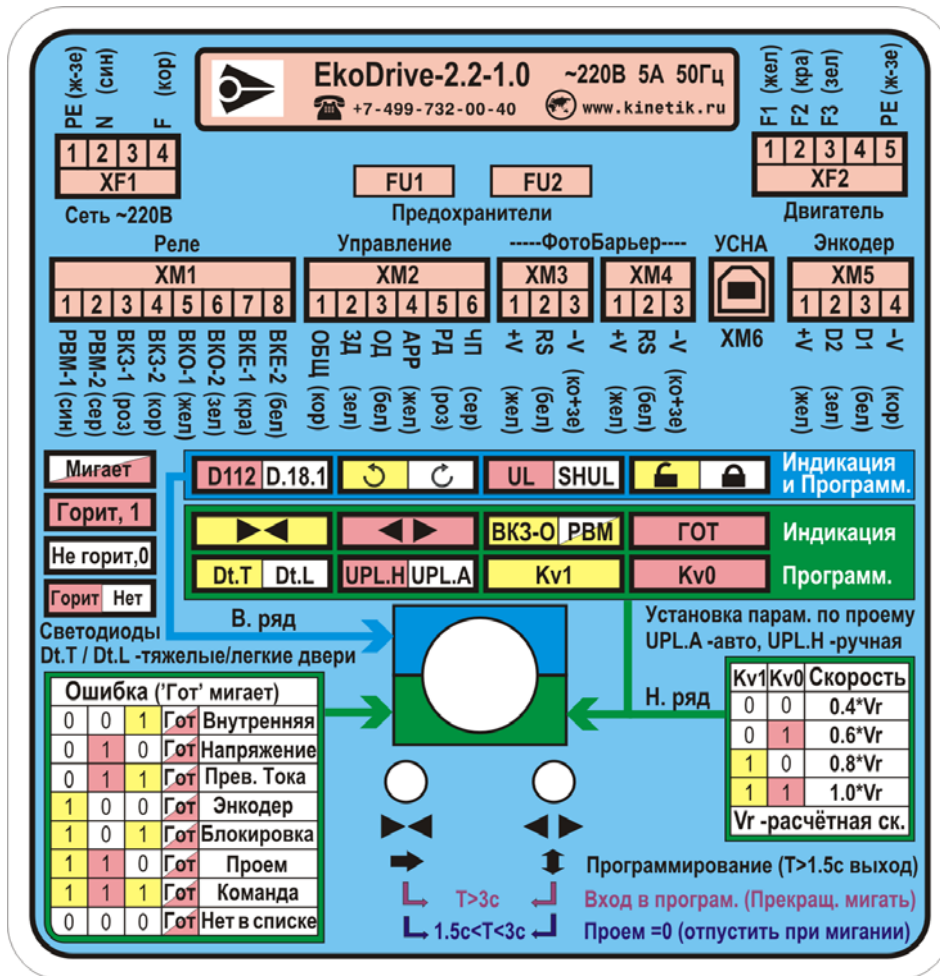 EkoDrive-2.2-1.0 ~220В 5А 50Гц
+7-499-732-00-40 www.kinetik.ru
PE (ж-зе)
N (син)
F (кор)
1 2 3 4
XF1
Сеть ~220В
FU1 FU2
Предохранители
F1 (жел)
F2 (кра)
F3 (зел)
PE (ж-зе)
1 2 3 4 5
XF2
Двигатель
Реле
XM1
1 2 3 4 5 6 7 8
РВМ-1 (син)
РВМ-2 (сер)
ВКЗ-1 (роз)
ВКЗ-2 (кор)
ВКО-1 (жел)
ВКО-2 (зел)
ВКЕ-1 (кра)
ВКЕ-2 (бел)
Управление
XM2
1 2 3 4 5 6
ОБЩ (кор)
ЗД (зел)
ОД (бел)
АРР (жел)
РД (роз)
ЧП (сер)
-----ФотоБарьер----
XM3 XM4
1 2 3 1 2 3
+V (жел)
RS (бел)
-V (ко+зе)
+V (жел)
RS (бел)
-V (ко+зе)
УСНА
XM6
Энкодер
XM5
1 2 3 4
+V (жел)
D2 (зел)
D1 (бел)
-V (кор)
Мигает
Горит, 1
Не горит,0
Горит Нет
Светодиоды
Dt.T / Dt.L -тяжелые/легкие двери
D112 D.18.1 UL SHUL
Индикация
и Программ.
ВКЗ-О РВМ ГОТ Индикация
Dt.T Dt.L UPL.H UPL.A Kv1 Kv0 Программ.
В. ряд
Установка парам. по проему
UPL.A -авто, UPL.H -ручная
Н. ряд
Ошибка ('Гот' мигает)
0 0 1 Гот Внутренняя
0 1 0 Гот Напряжение
0 1 1 Гот Прев. Тока
1 0 0 Гот Энкодер
1 0 1 Гот Блокировка
1 1 0 Гот Проем
1 1 1 Гот Команда
0 0 0 Гот Нет в списке
Kv1 Kv0 Скорость
0 0 0.4*Vr
0 1 0.6*Vr
1 0 0.8*Vr
1 1 1.0*Vr
Vr -расчётная ск.
Программирование (T>1.5с выход)
T>3с Вход в програм. (Прекращ. мигать)
1.5с<T<3с Проем =0 (отпустить при мигании)